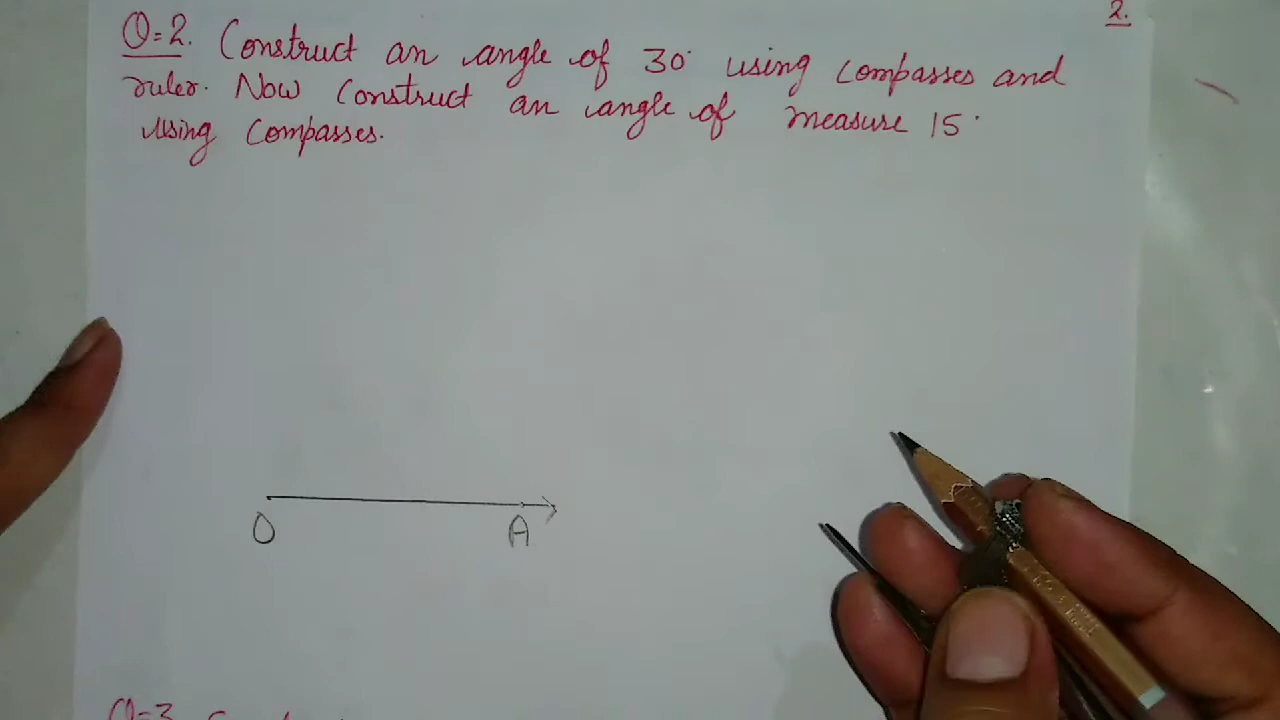 2.
Q=2. Construct an angle of 30° using compasses and
ruler. Now construct an angle of measure 15°
using compasses.
O
A
Q=3